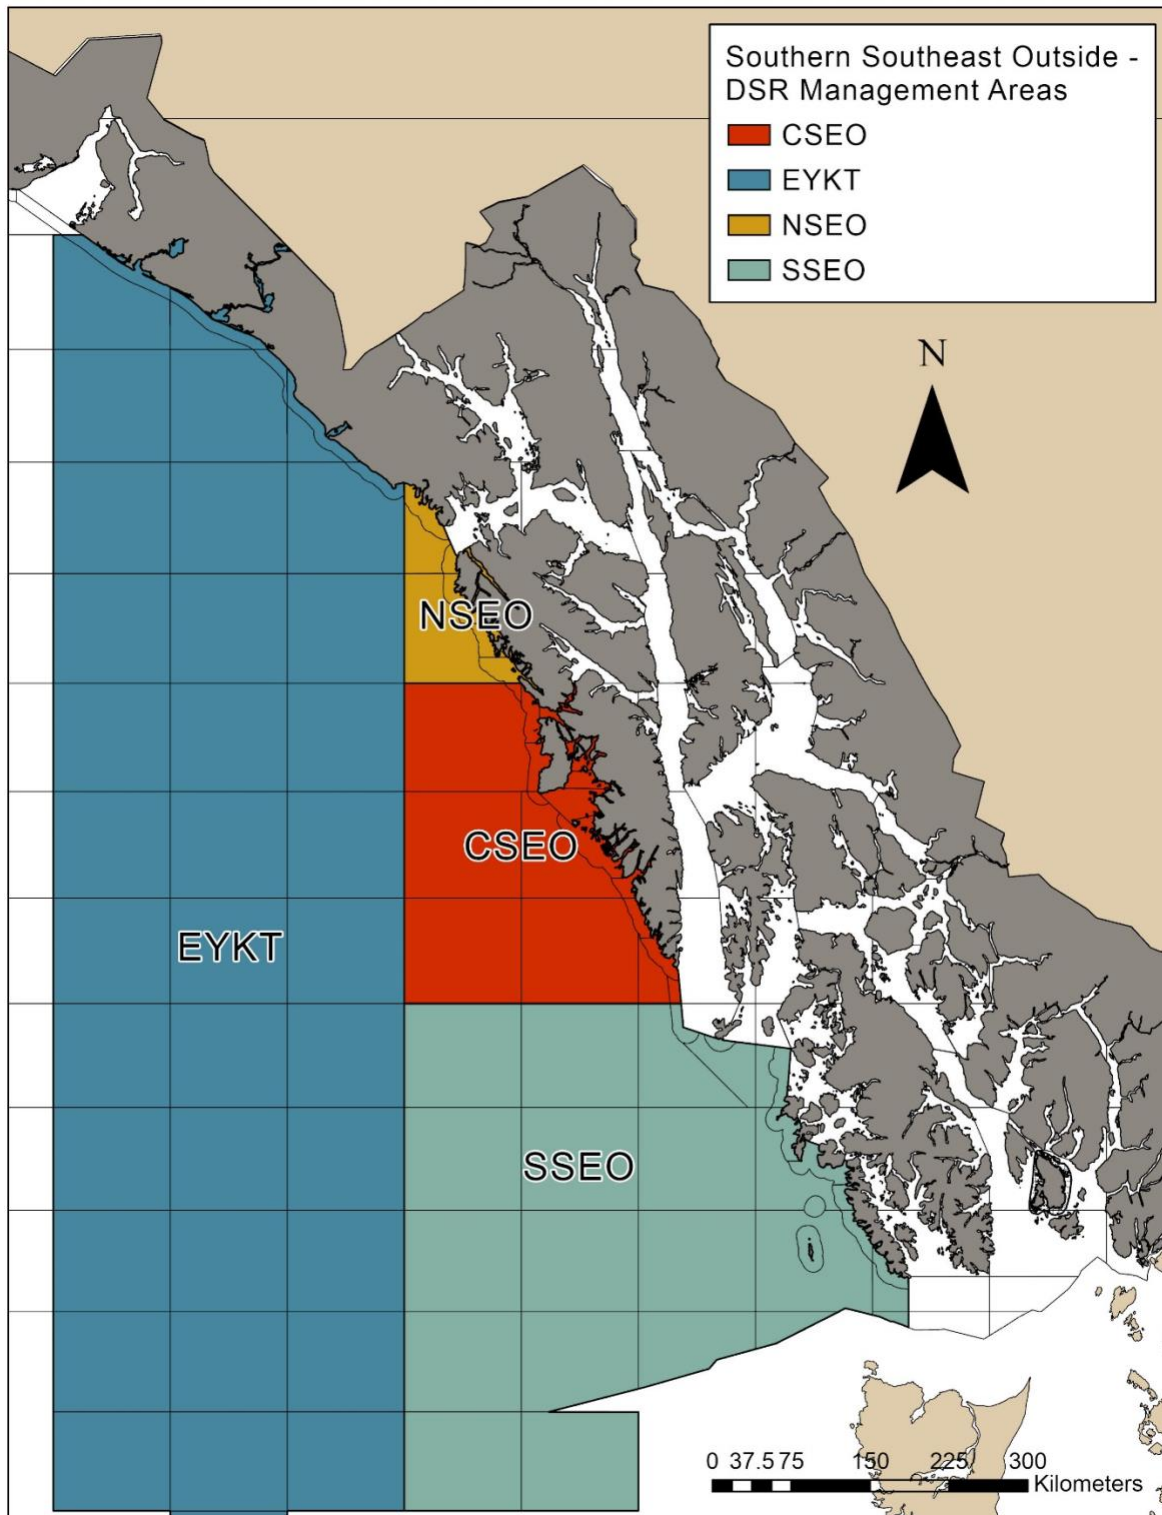 Southern Southeast Outside -
DSR Management Areas
CSEO
EYKT
NSEO
SSEO
N
NSEO
CSEO
EYKT
SSEO
0 37.5 75 150 225 300
Kilometers